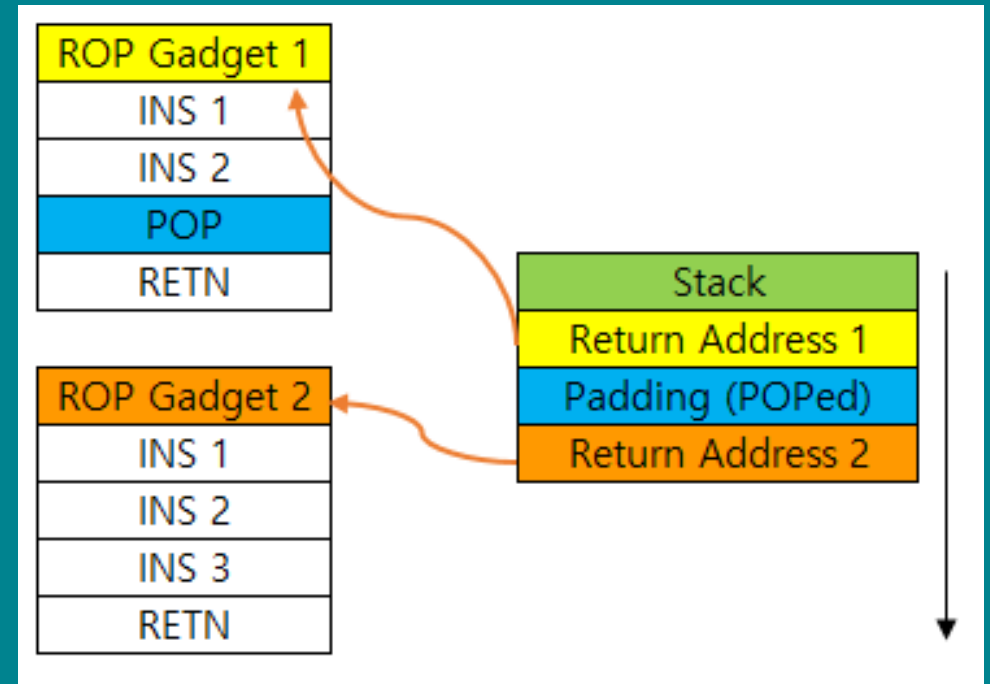 ROP Gadget 1
INS 1
INS 2
POP
RETN
ROP Gadget 2
INS 1
INS 2
INS 3
RETN
Stack
Return Address 1
Padding (POPed)
Return Address 2